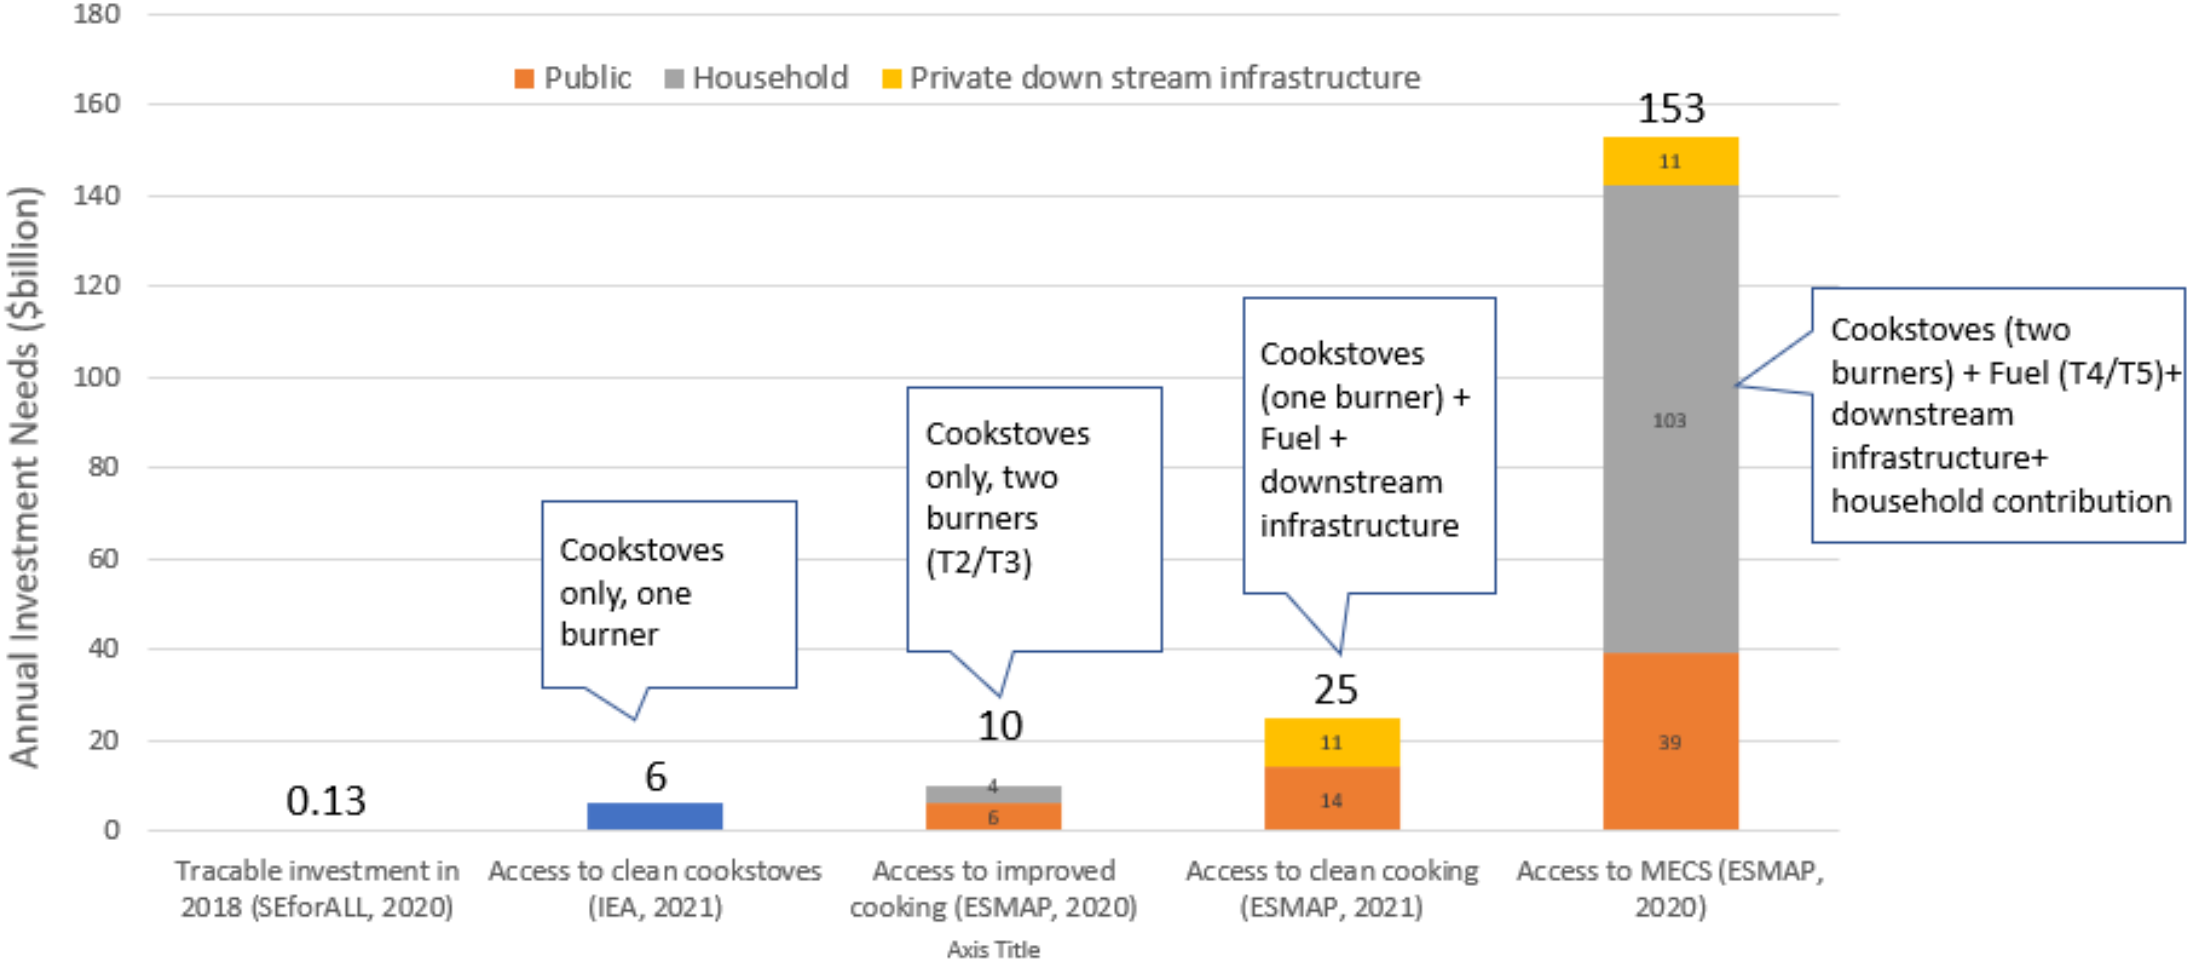 Annual Investment Needs ($billion)
180
160
140
120
100
80
60
40
20
0
Public
Household
Private down stream infrastructure
0.13
6
Cookstoves
only, one
burner
10
4
6
Cookstoves
only, two
burners
(T2/T3)
25
11
14
Cookstoves
(one burner) +
Fuel +
downstream
infrastructure
153
11
103
39
Cookstoves (two
burners) + Fuel (T4/T5)+
downstream
infrastructure+
household contribution
Tracable investment in
2018 (SEforALL, 2020)
Access to clean cookstoves
(IEA, 2021)
Access to improved
cooking (ESMAP, 2020)
Access to clean cooking
(ESMAP, 2021)
Access to MECS (ESMAP,
2020)
Axis Title